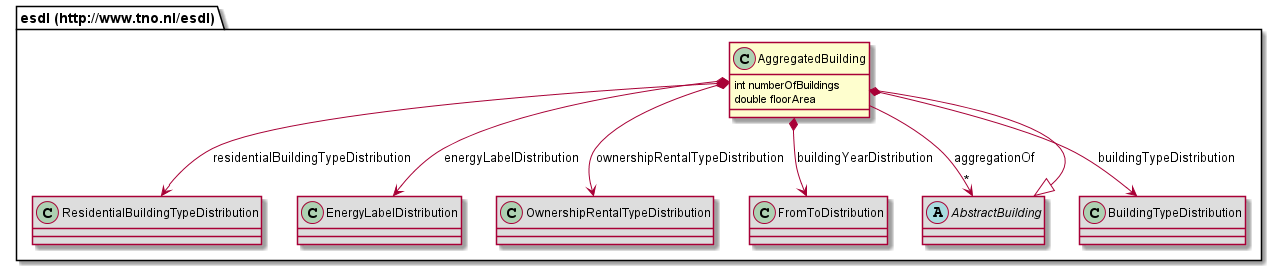 esdl (http://www.tno.nl/esdl)
C AggregatedBuilding
int numberOfBuildings
double floorArea
residentialBuildingTypeDistribution
energyLabelDistribution
ownershipRentalTypeDistribution
buildingYearDistribution
aggregationOf
*
buildingTypeDistribution
C ResidentialBuildingTypeDistribution
C EnergyLabelDistribution
C OwnershipRentalTypeDistribution
C FromToDistribution
A AbstractBuilding
C BuildingTypeDistribution